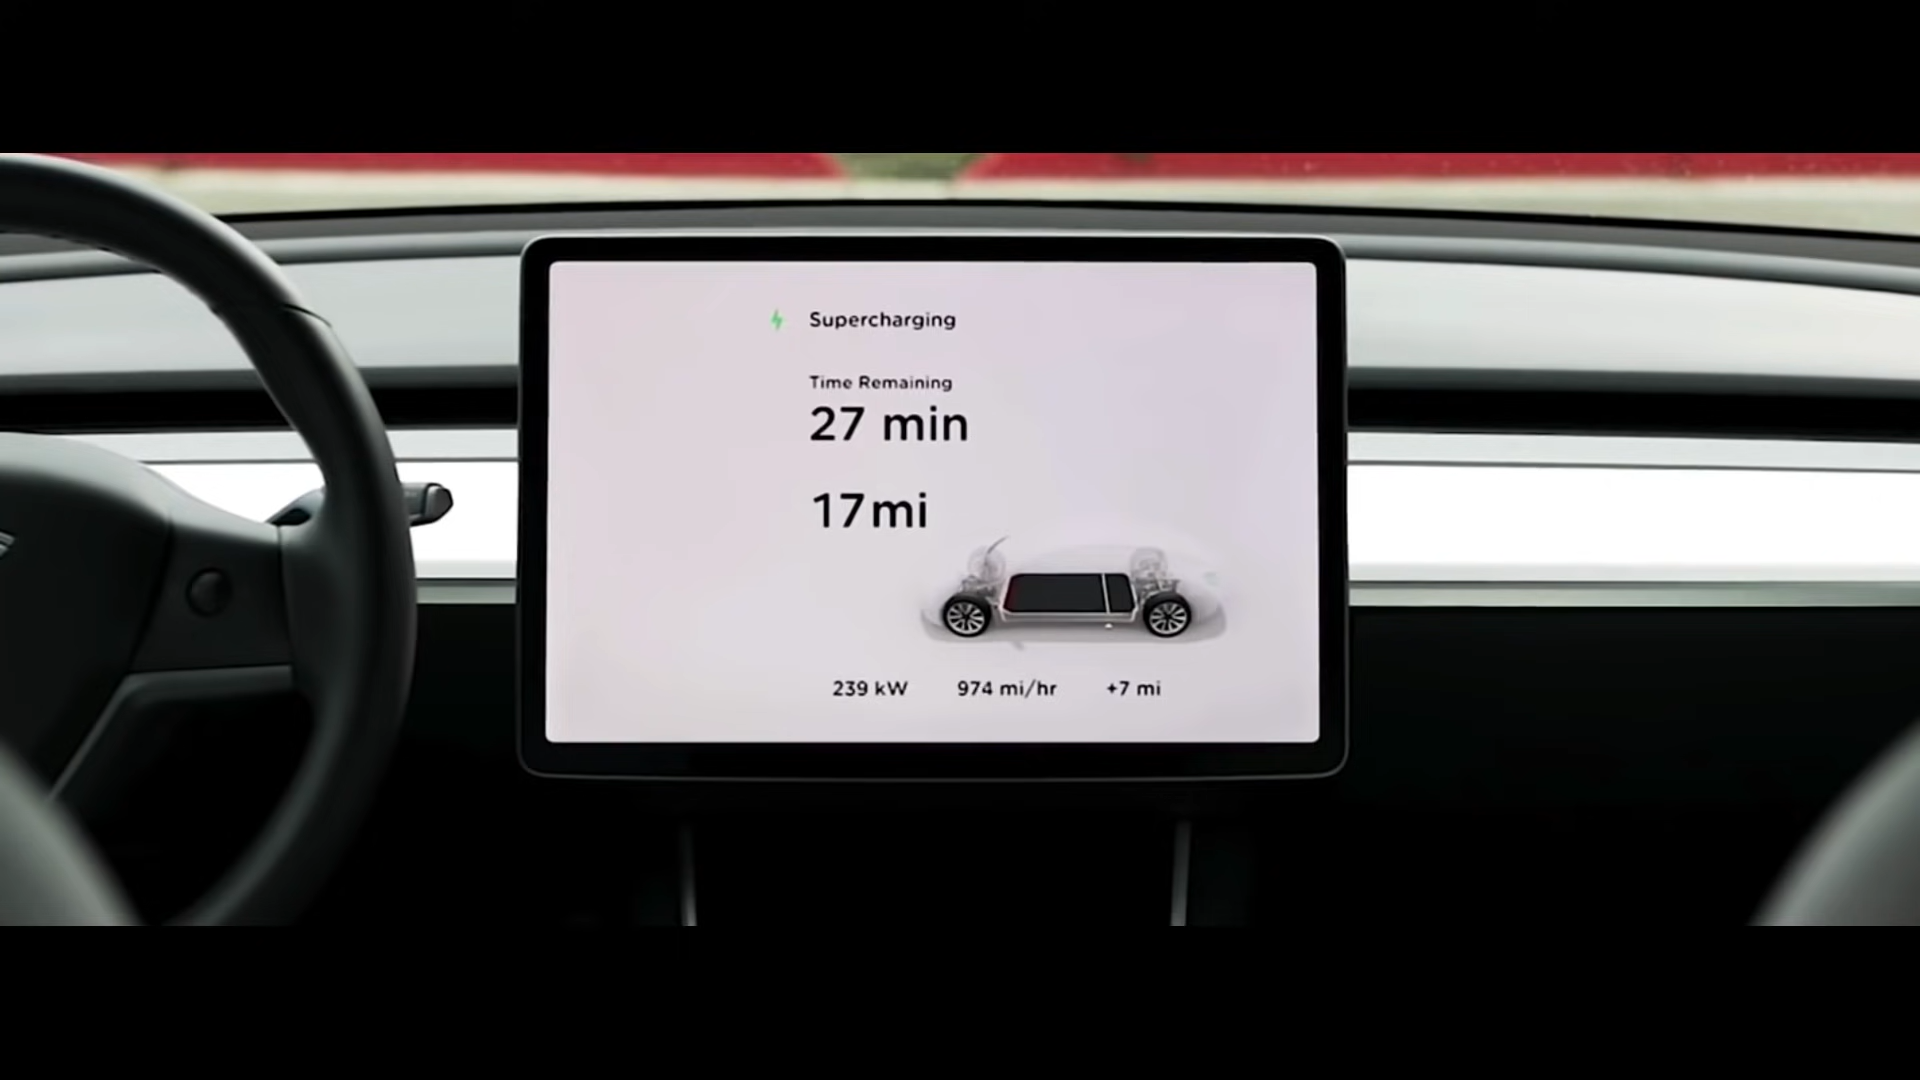 Supercharging
Time Remaining
27 min
17mi
239 kW 974 mi/hr +7 mi